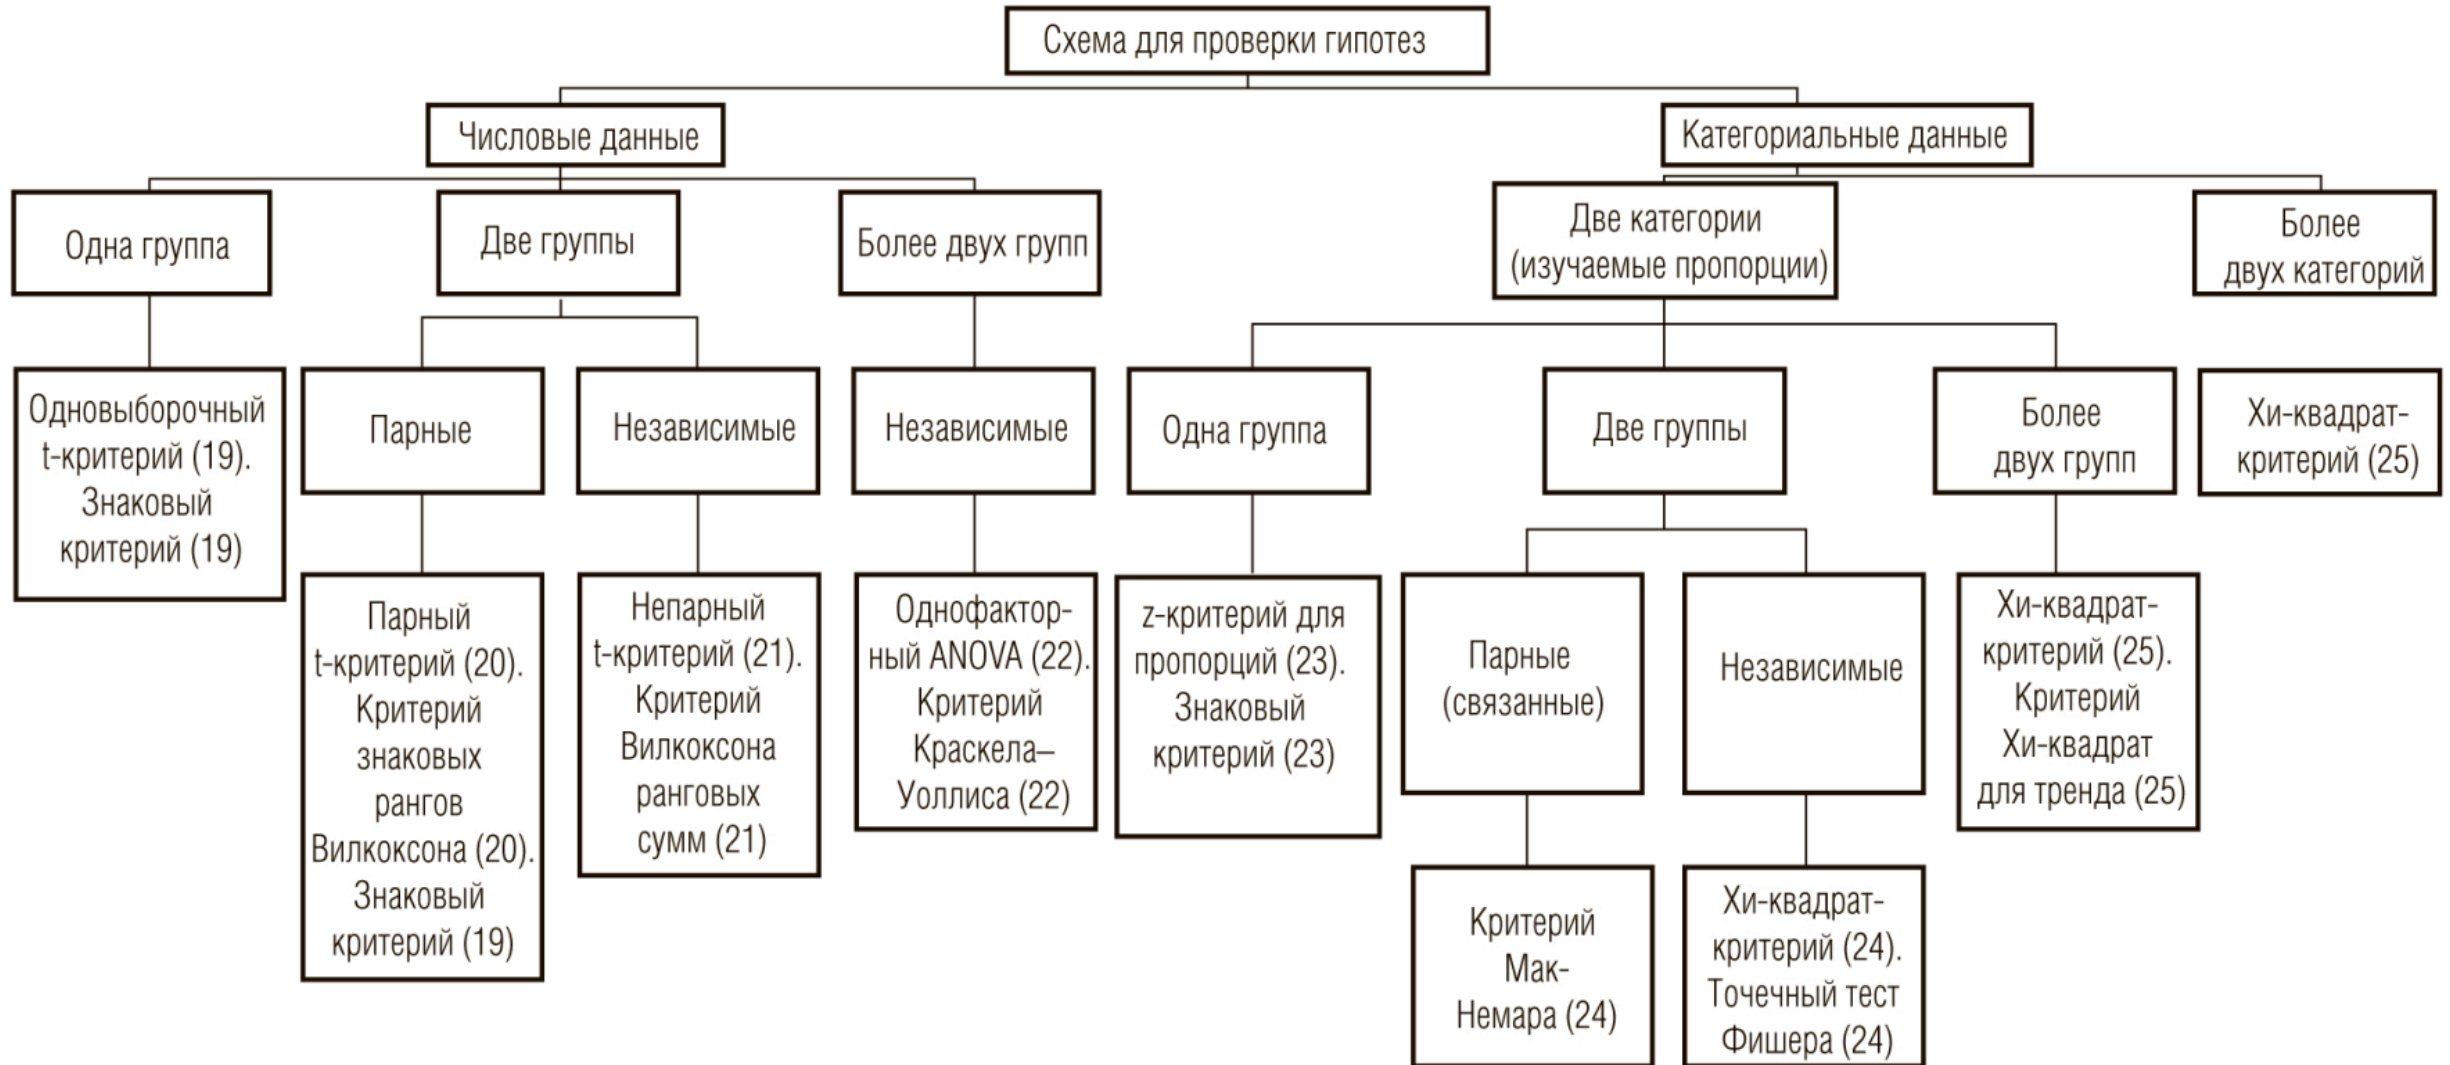 Схема для проверки гипотез
Числовые данные
Категориальные данные
Одна группа
Две группы
Более двух групп
Две категории
(изучаемые пропорции)
Более
двух категорий
Одновыборочный
t-критерий (19).
Знаковый
критерий (19)
Парные
Независимые
Независимые
Одна группа
Две группы
Более
двух групп
Хи-квадрат-
критерий (25)
Парный
t-критерий (20).
Критерий
знаковых
рангов
Вилкоксона (20).
Знаковый
критерий (19)
Непарный
t-критерий (21).
Критерий
Вилкоксона
ранговых
сумм (21)
Однофактор-
ный ANOVA (22).
Критерий
Краскела–
Уоллиса (22)
z-критерий для
пропорций (23).
Знаковый
критерий (23)
Парные
(связанные)
Независимые
Хи-квадрат-
критерий (25).
Критерий
Хи-квадрат
для тренда (25)
Критерий
Мак-
Немара (24)
Хи-квадрат-
критерий (24).
Точечный тест
Фишера (24)